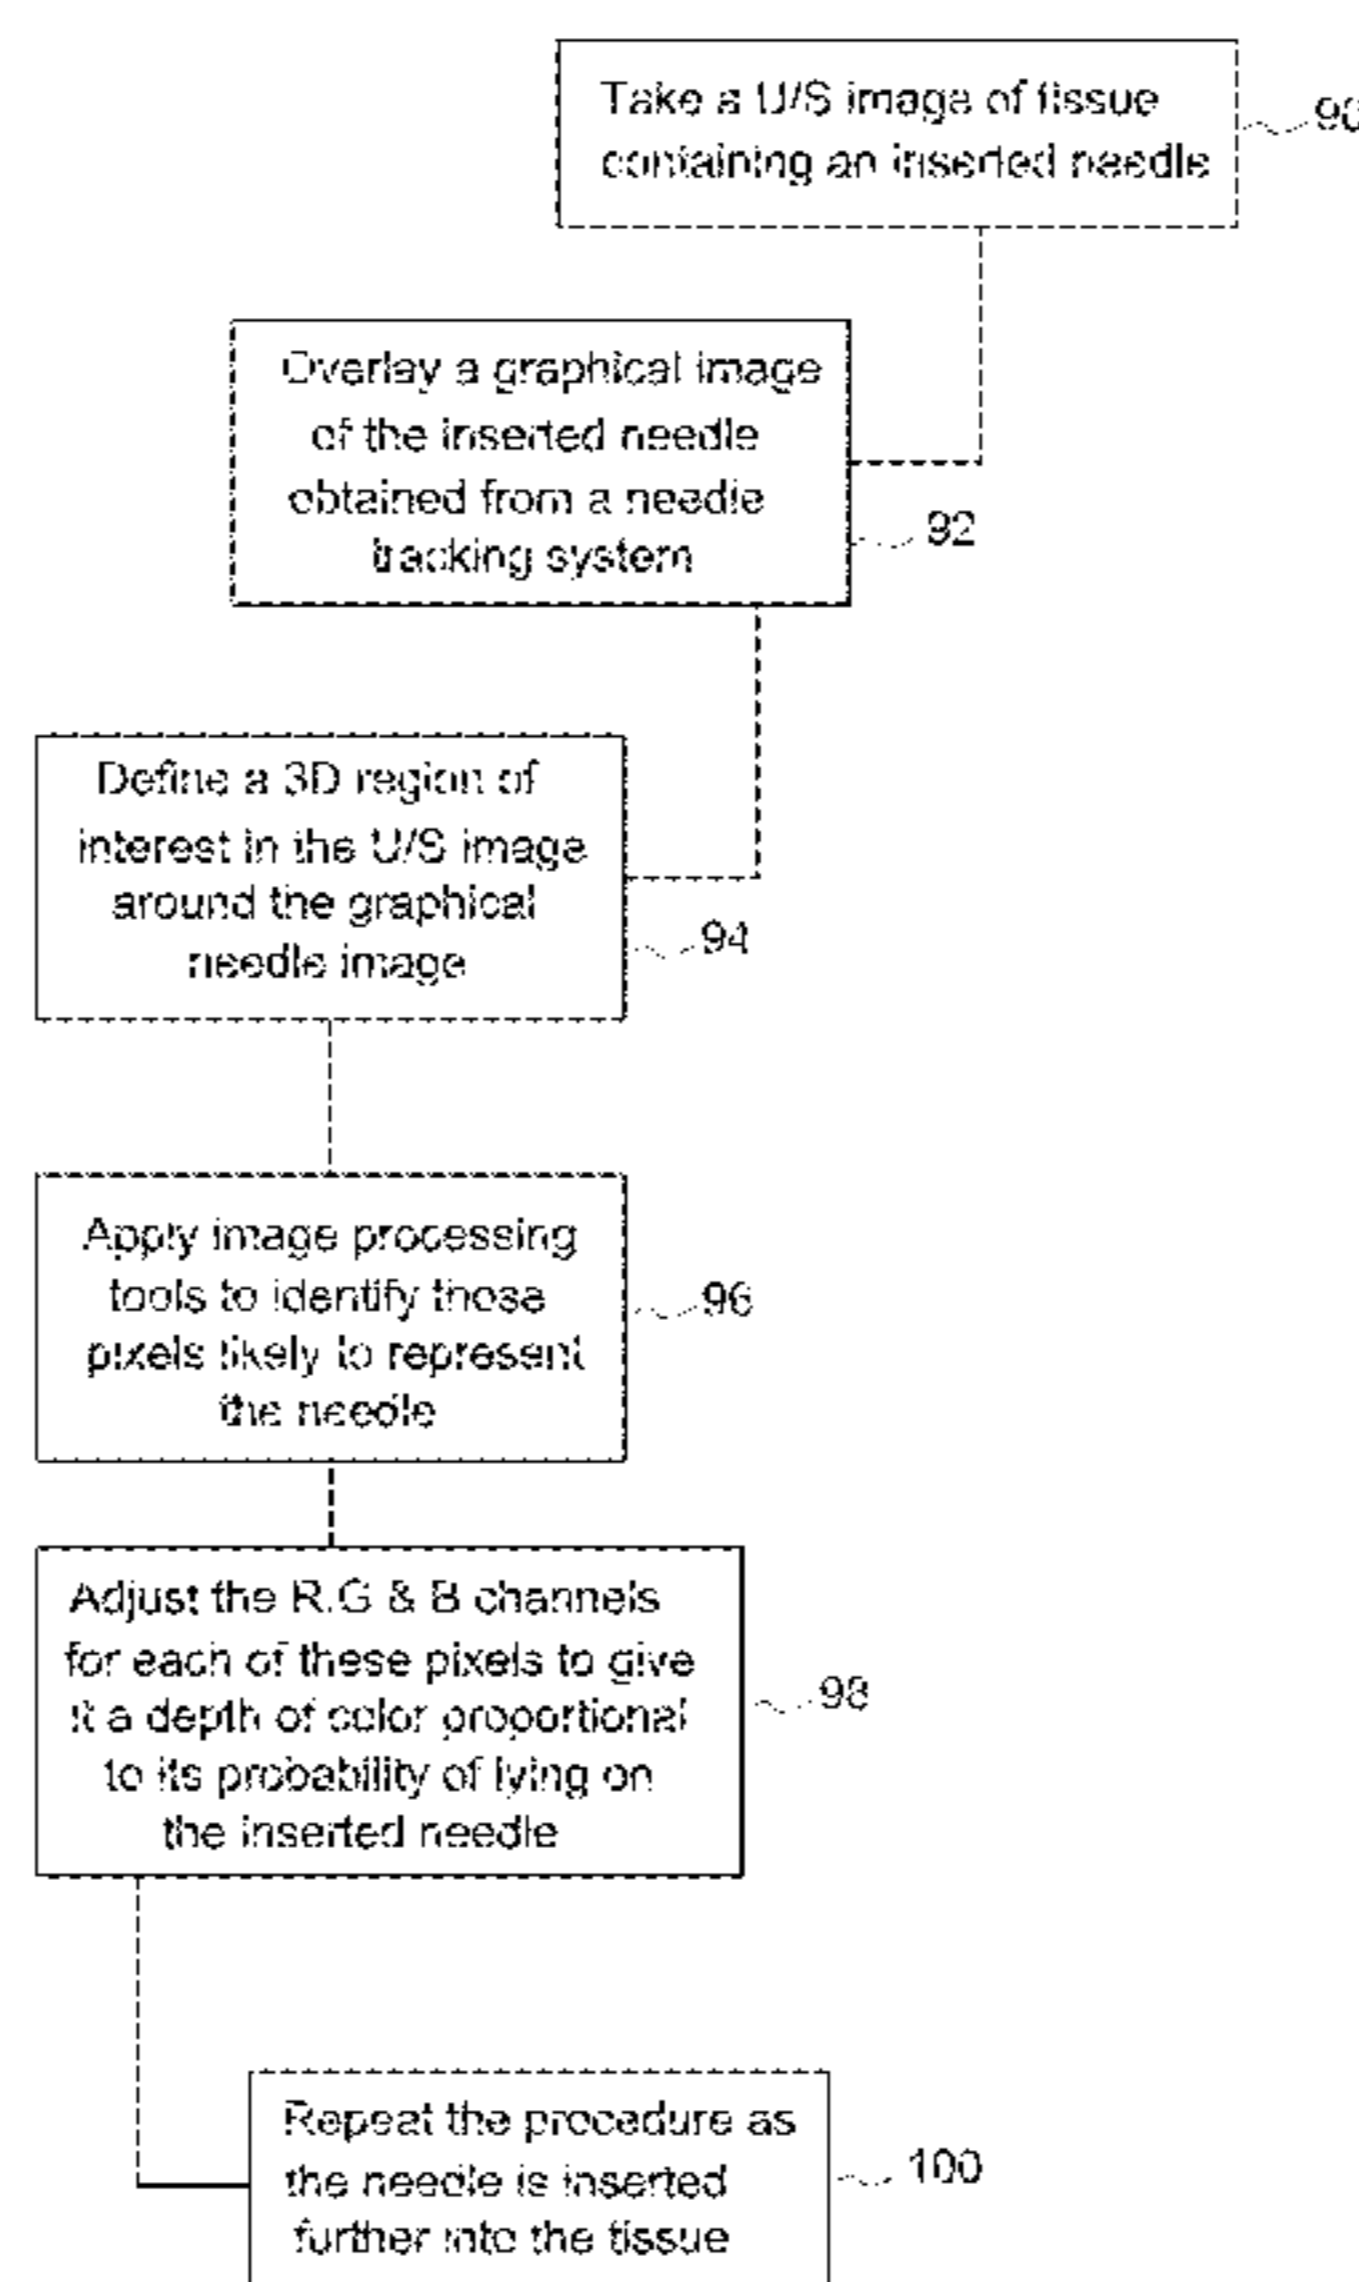 Take a U/S image of tissue
containing an inserted needle
90
Overlay a graphical image
of the inserted needle
obtained from a needle
tracking system
92
Define a 3D region of
interest in the U/S image
around the graphical
needle image
94
Apply image processing
tools to identify those
pixels likely to represent
the needle
96
Adjust the R.G & B channels
for each of these pixels to give
it a depth of color proportional
to its probability of lying on
the inserted needle
98
Repeat the procedure as
the needle is inserted
further into the tissue
100